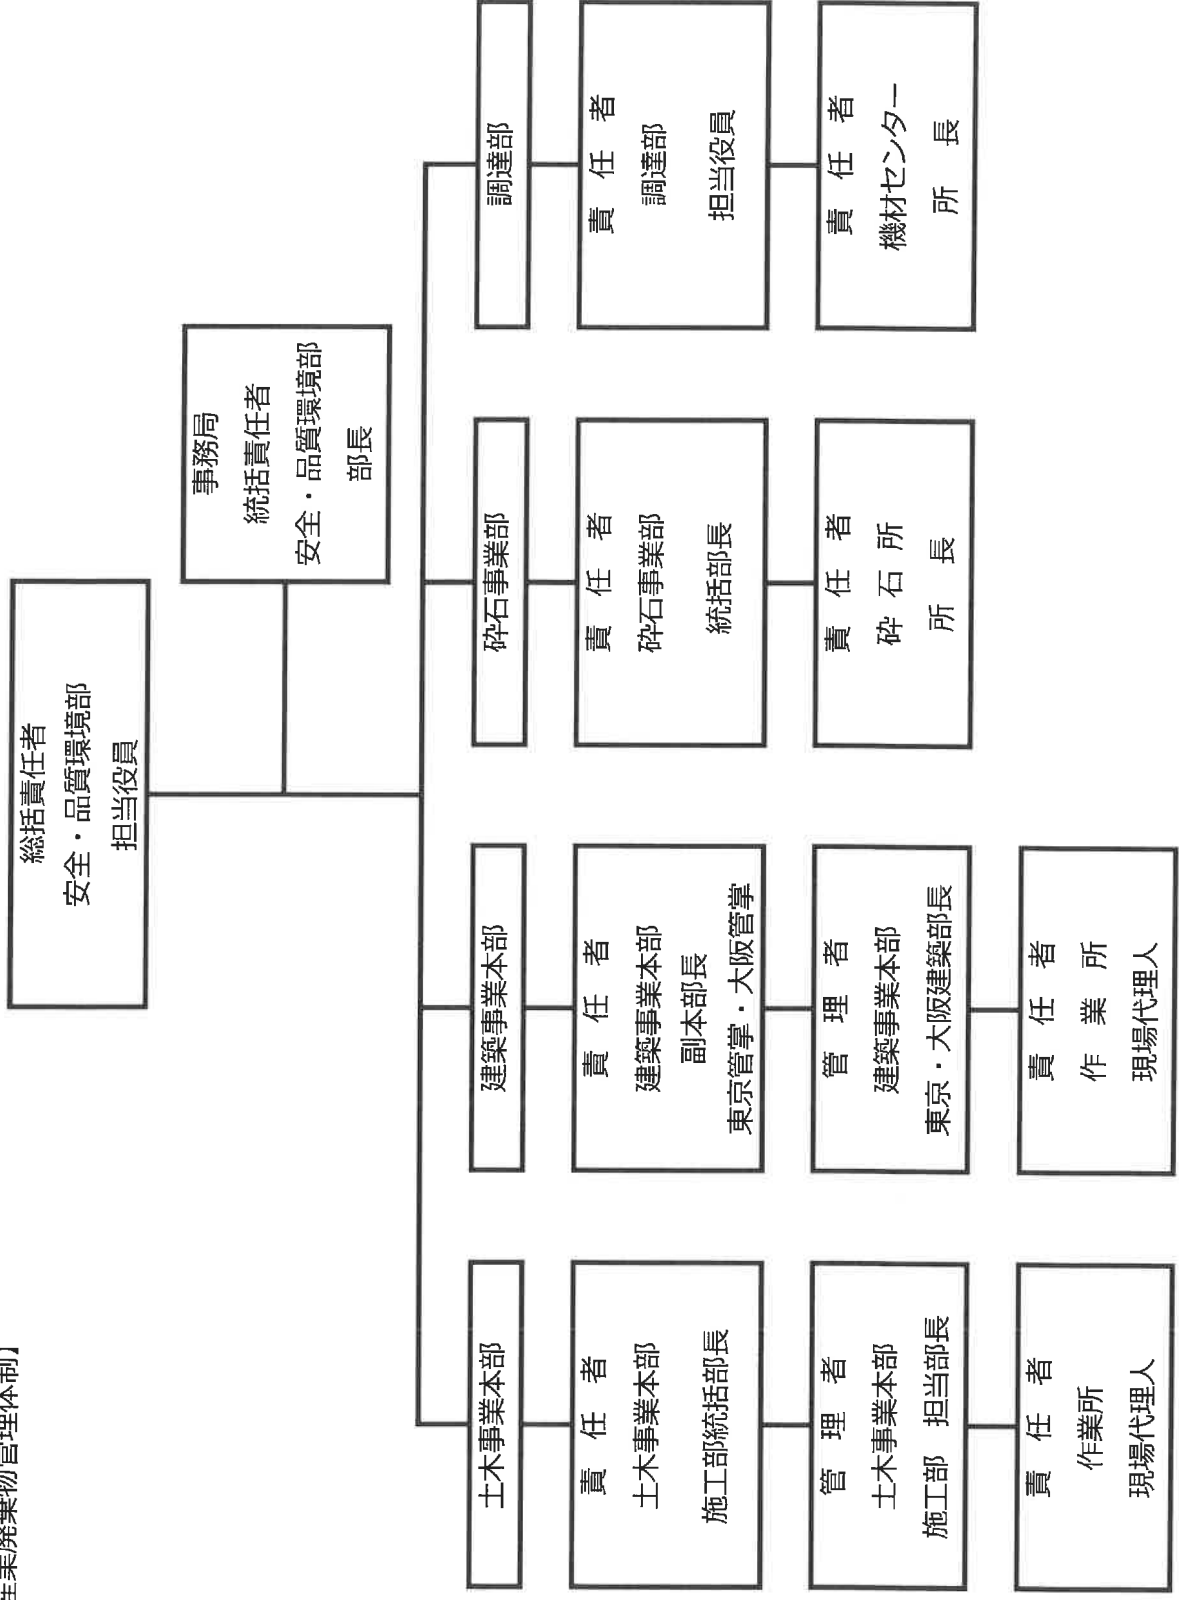 産業廃棄物管理体制】
総括責任者
安全・品質環境部
担当役員
事務局
統括責任者
安全・品質環境部
部長
土木事業本部
責任者
土木事業本部
施工部統括部長
管理者
土木事業本部
施工部 担当部長
責任者
作業所
現場代理人
建築事業本部
責任者
建築事業本部
副本部長
東京管掌・大阪管掌
管理者
建築事業本部
東京・大阪建築部長
責任者
作業所
現場代理人
砕石事業部
責任者
砕石事業部
統括部長
責任者
砕石所
所長
調達部
責任者
調達部
担当役員
責任者
機材センター
所長